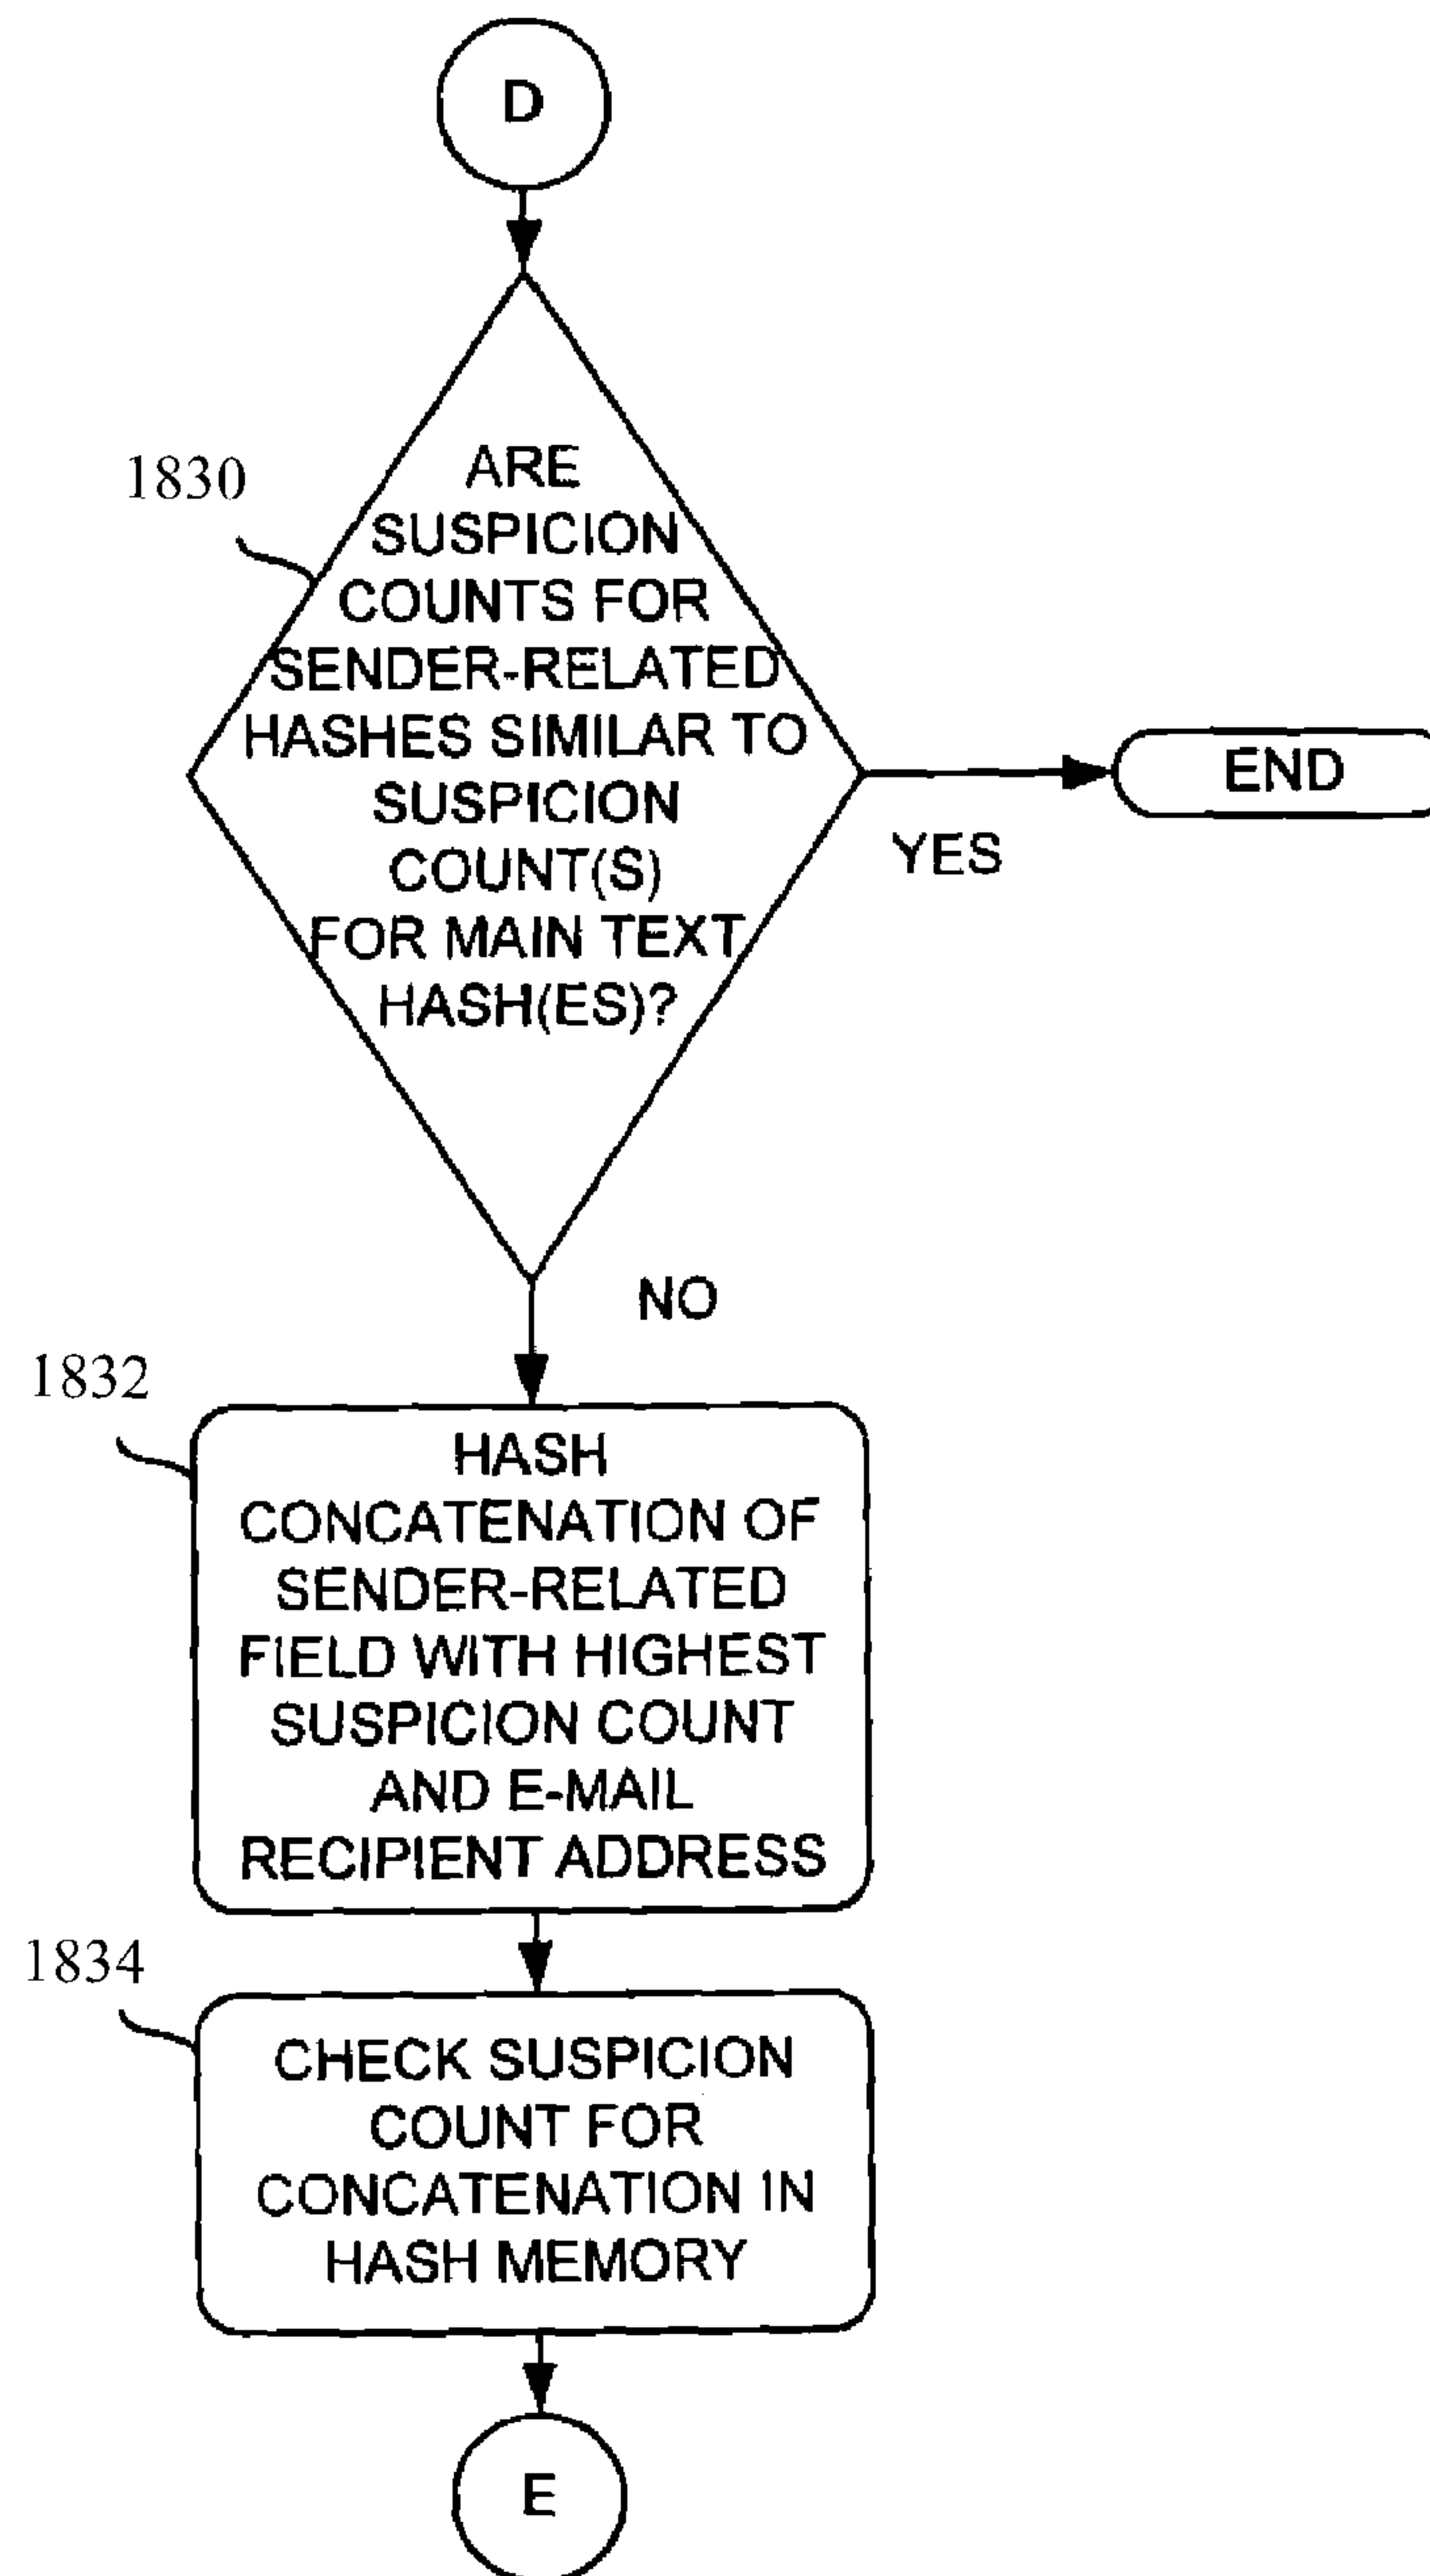 D
1830
ARE
SUSPICION
COUNTS FOR
SENDER-RELATED
HASHES SIMILAR TO
SUSPICION
COUNT(S)
FOR MAIN TEXT
HASH(ES)?
END
YES
NO
1832
HASH
CONCATENATION OF
SENDER-RELATED
FIELD WITH HIGHEST
SUSPICION COUNT
AND E-MAIL
RECIPIENT ADDRESS
1834
CHECK SUSPICION
COUNT FOR
CONCATENATION IN
HASH MEMORY
E